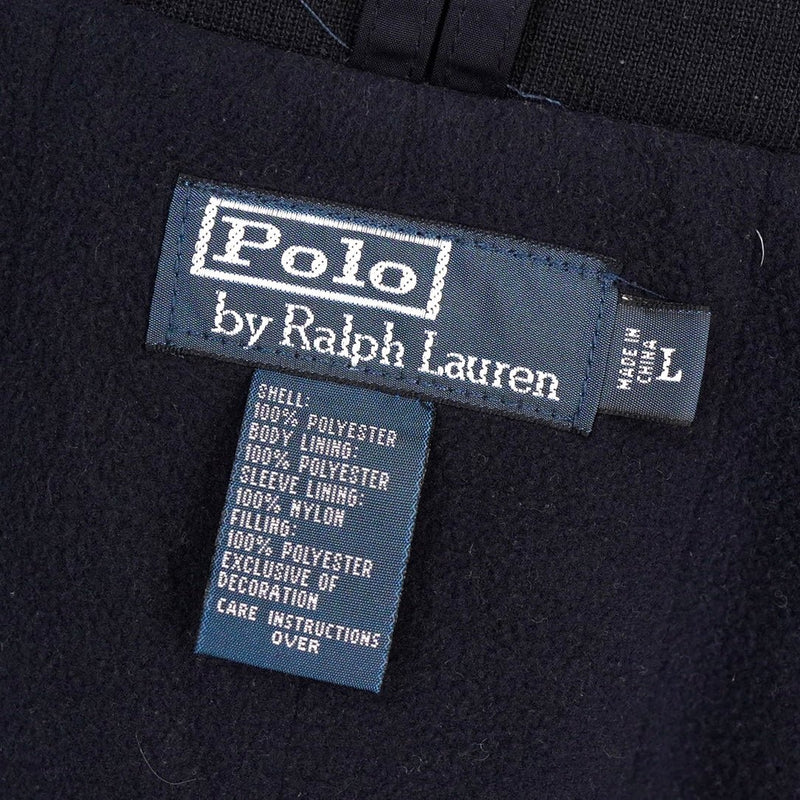 Polo
by Ralph Lauren
MADE IN
CHINA
L
SHELL:
100% POLYESTER
BODY LINING:
100% POLYESTER
SLEEVE LINING:
100% NYLON
FILLING:
100% POLYESTER
EXCLUSIVE OF
DECORATION
CARE INSTRUCTIONS
OVER